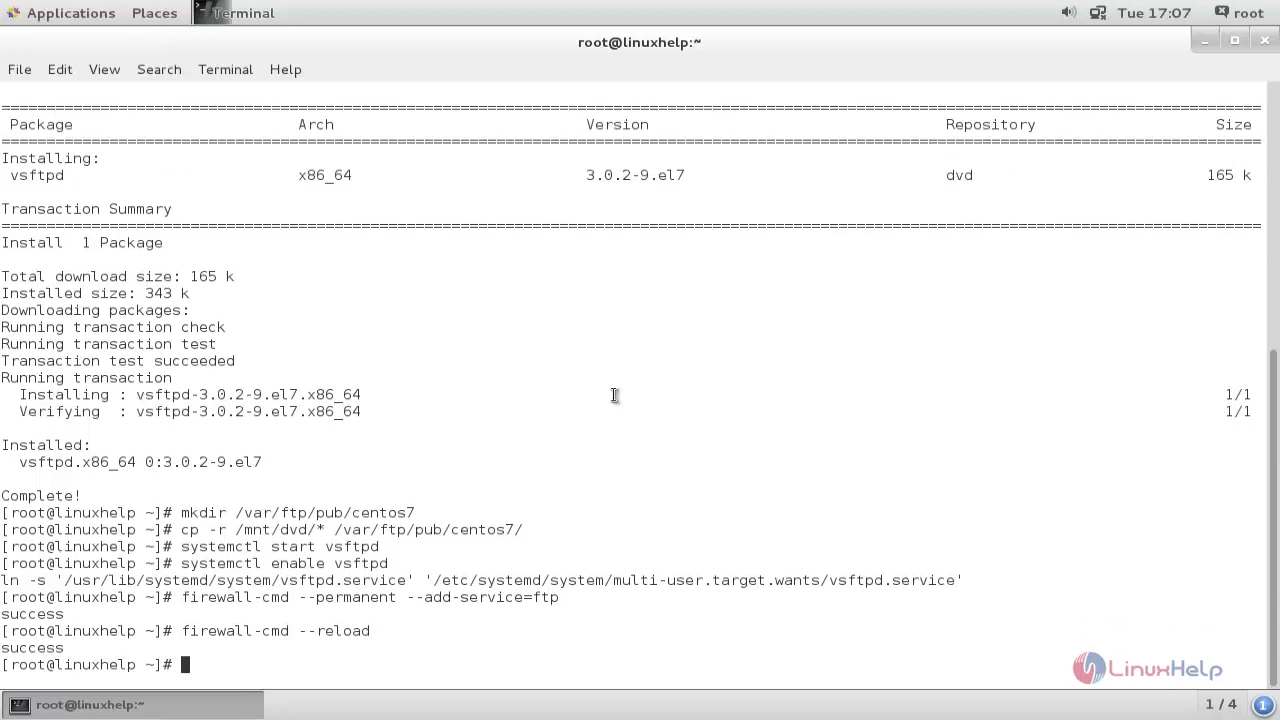 Applications Places Terminal Tue 17:07 root
root@linuxhelp:~
File Edit View Search Terminal Help
================================================================================
Package Arch Version Repository Size
================================================================================
Installing:
vsftpd x86_64 3.0.2-9.el7 dvd 165 k
Transaction Summary
================================================================================
Install 1 Package
Total download size: 165 k
Installed size: 343 k
Downloading packages:
Running transaction check
Running transaction test
Transaction test succeeded
Running transaction
Installing : vsftpd-3.0.2-9.el7.x86_64 1/1
Verifying : vsftpd-3.0.2-9.el7.x86_64 1/1
Installed:
vsftpd.x86_64 0:3.0.2-9.el7
Complete!
[root@linuxhelp ~]# mkdir /var/ftp/pub/centos7
[root@linuxhelp ~]# cp -r /mnt/dvd/* /var/ftp/pub/centos7/
[root@linuxhelp ~]# systemctl start vsftpd
[root@linuxhelp ~]# systemctl enable vsftpd
ln -s '/usr/lib/systemd/system/vsftpd.service' '/etc/systemd/system/multi-user.target.wants/vsftpd.service'
[root@linuxhelp ~]# firewall-cmd --permanent --add-service=ftp
success
[root@linuxhelp ~]# firewall-cmd --reload
success
[root@linuxhelp ~]#
LinuxHelp
root@linuxhelp:~ 1 / 4 1